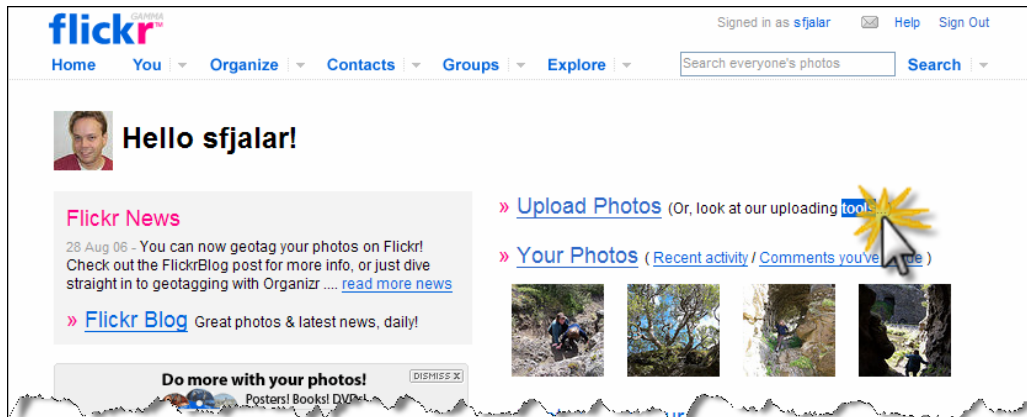 GAMMA
flickr™
Signed in as sfjalar Help Sign Out
Home You Organize Contacts Groups Explore Search everyone's photos Search
Hello sfjalar!
Flickr News
28 Aug 06 - You can now geotag your photos on Flickr!
Check out the FlickrBlog post for more info, or just dive
straight in to geotagging with Organizr .... read more news
» Flickr Blog Great photos & latest news, daily!
» Upload Photos (Or, look at our uploading tools
» Your Photos ( Recent activity / Comments you've )
Do more with your photos!
DISMISS X
Posters! Books! DVDs!